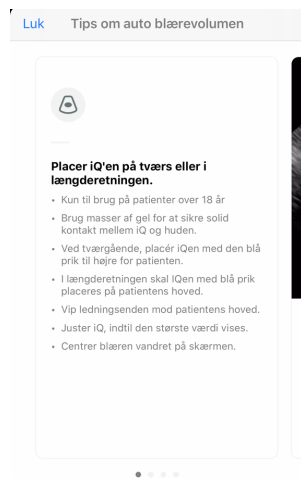 Luk
Tips om auto blærevolumen
Placer iQ'en på tværs eller i
længderetningen.
• Kun til brug på patienter over 18 år
• Brug masser af gel for at sikre solid
kontakt mellem iQ og huden.
• Ved tværgående, placér iQen med den blå
prik til højre for patienten.
• I længderetningen skal IQen med blå prik
placeres på patientens hoved.
• Vip ledningsenden mod patientens hoved.
• Juster iQ, indtil den største værdi vises.
• Centrer blæren vandret på skærmen.